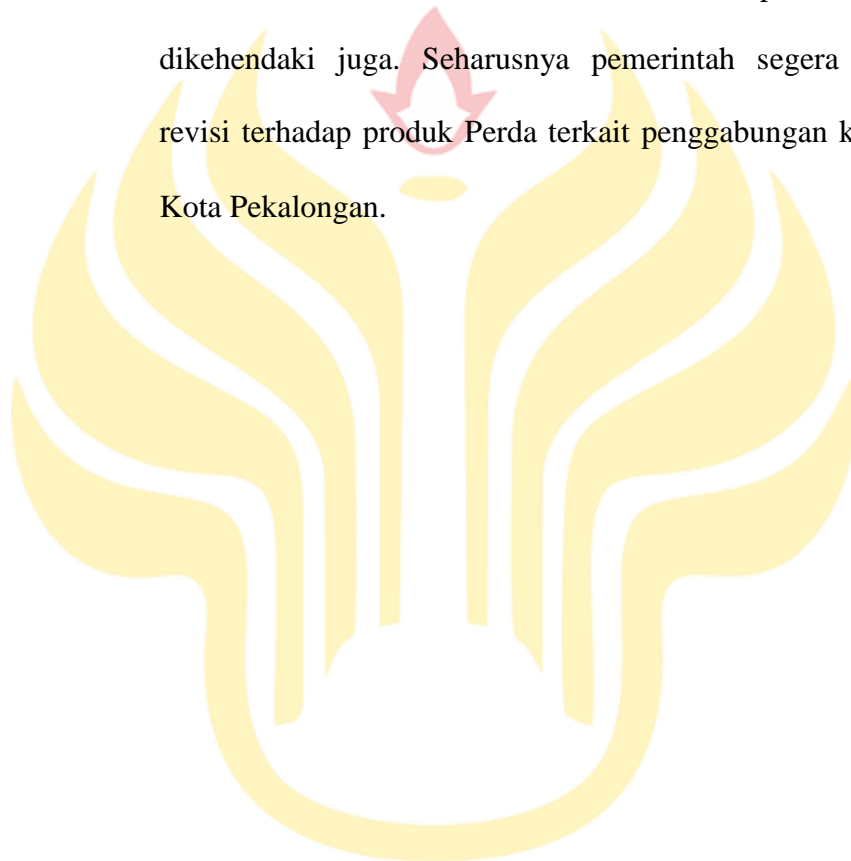 dikehendaki juga. Seharusnya pemerintah segera
revisi terhadap produk Perda terkait penggabungan
Kota Pekalongan.